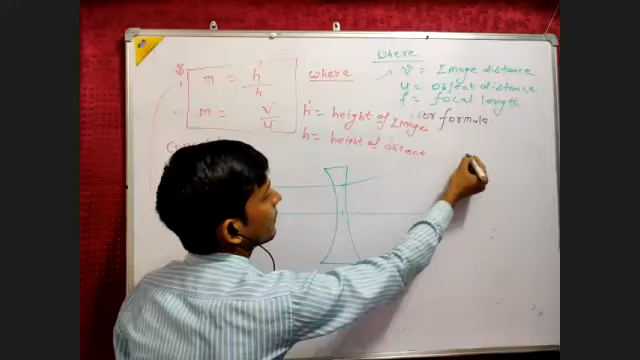 m = h'/h
m = v/u
where
h' = height of Image
h = height of object
where
v = Image distance
u = object distance
f = focal length
for formula.